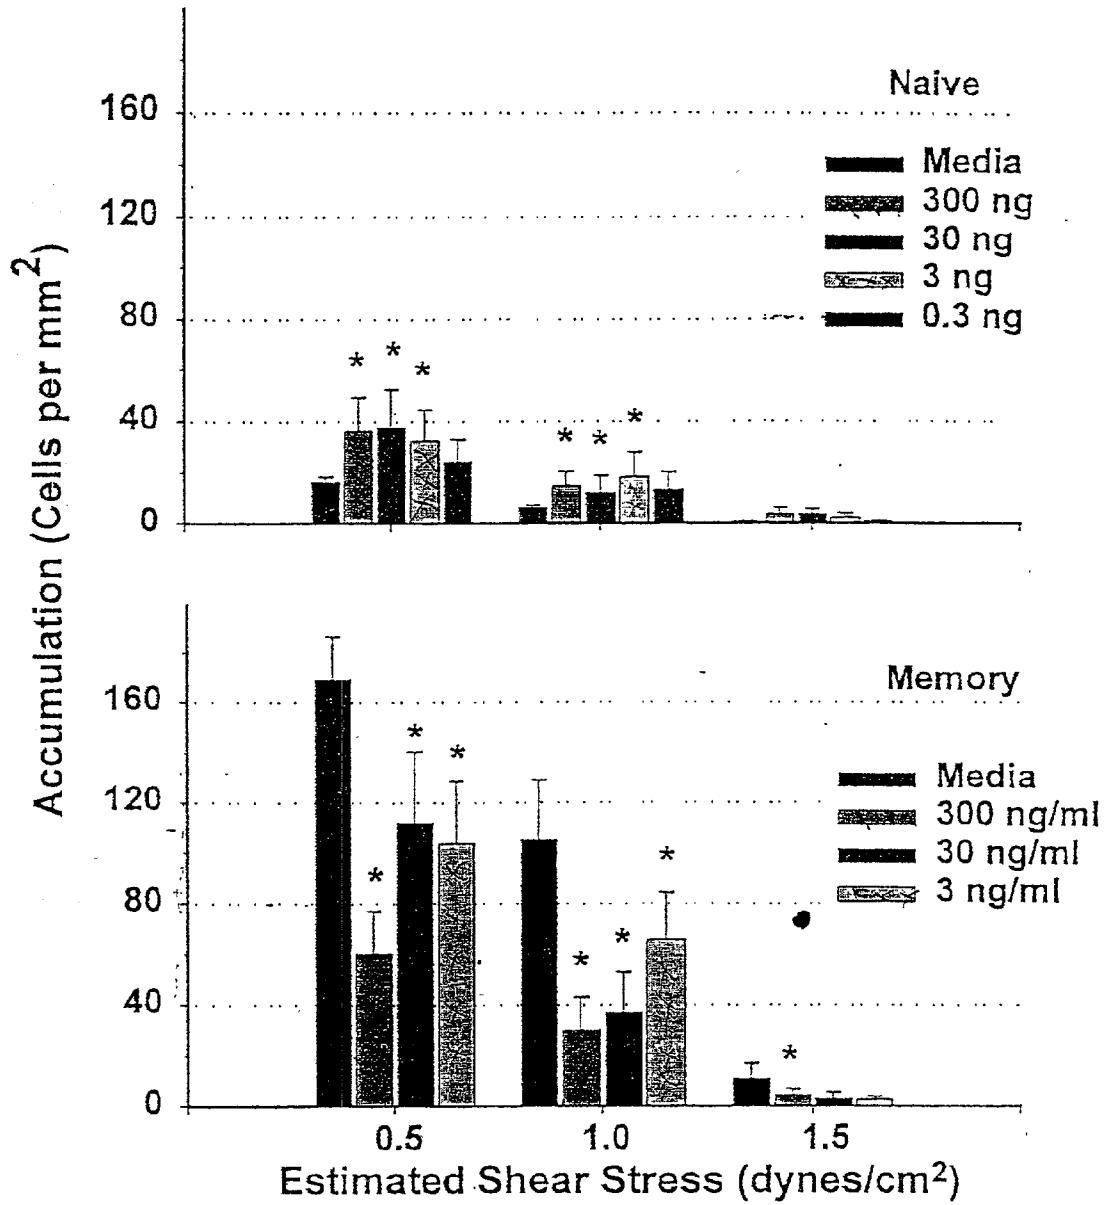 Accumulation (Cells per mm²)
Naive
160
120
80
40
0
Media
300 ng
30 ng
3 ng
0.3 ng
* * *
* * *
Memory
160
120
80
40
0
Media
300 ng/ml
30 ng/ml
3 ng/ml
* * *
* * *
*
0.5 1.0 1.5
Estimated Shear Stress (dynes/cm²)